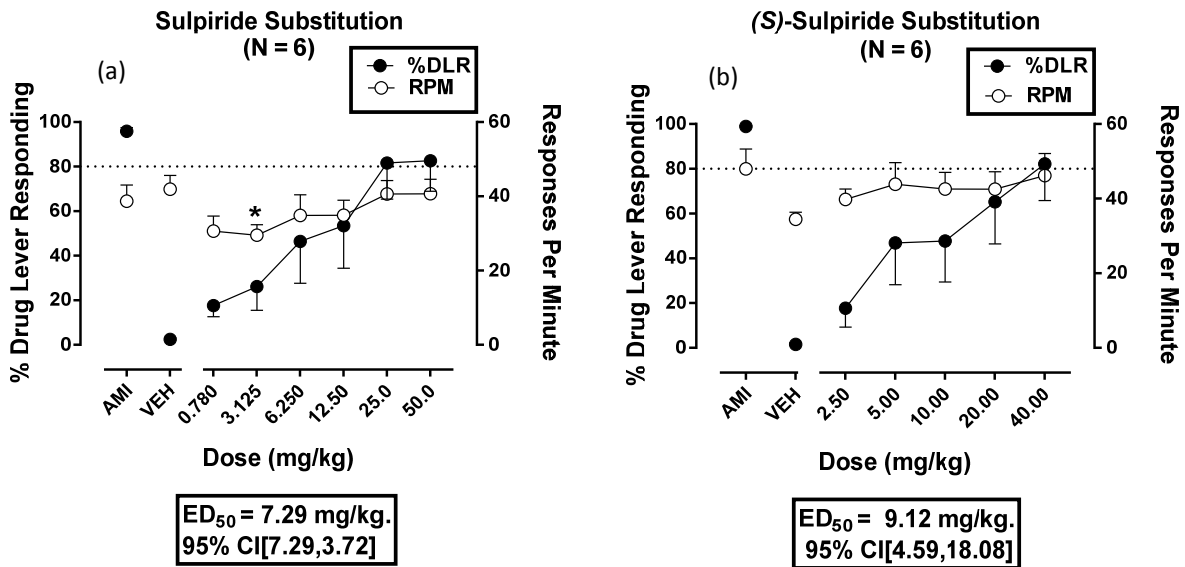 Sulpiride Substitution
(N = 6)
(a)
%DLR
RPM
% Drug Lever Responding
100
80
60
40
20
0
Responses Per Minute
60
40
20
0
*
AMI
VEH
0.780
3.125
6.250
12.50
25.0
50.0
Dose (mg/kg)
ED₅₀ = 7.29 mg/kg.
95% CI[7.29,3.72]
(S)-Sulpiride Substitution
(N = 6)
(b)
%DLR
RPM
% Drug Lever Responding
100
80
60
40
20
0
Responses Per Minute
60
40
20
0
AMI
VEH
2.50
5.00
10.00
20.00
40.00
Dose (mg/kg)
ED₅₀ = 9.12 mg/kg.
95% CI[4.59,18.08]